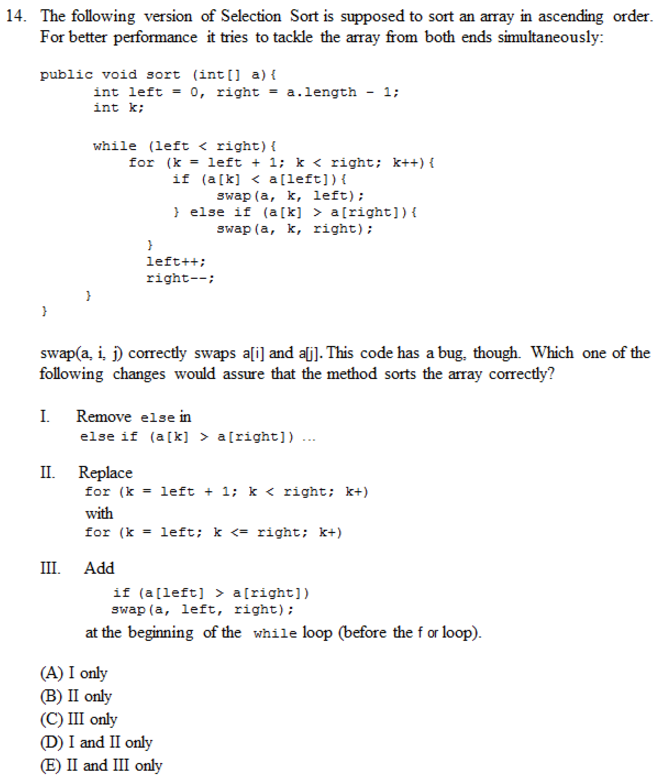 14. The following version of Selection Sort is supposed to sort an array in ascending order.
For better performance it tries to tackle the array from both ends simultaneously:
public void sort (int[] a){
int left = 0, right = a.length - 1;
int k;
while (left < right){
for (k = left + 1; k < right; k++){
if (a[k] < a[left]){
swap(a, k, left);
} else if (a[k] > a[right]){
swap(a, k, right);
}
left++;
right--;
}
}
swap(a, i, j) correctly swaps a[i] and a[j]. This code has a bug, though. Which one of the
following changes would assure that the method sorts the array correctly?
I. Remove else in
else if (a[k] > a[right]) ...
II. Replace
for (k = left + 1; k < right; k+)
with
for (k = left; k <= right; k+)
III. Add
if (a[left] > a[right])
swap(a, left, right);
at the beginning of the while loop (before the f or loop).
(A) I only
(B) II only
(C) III only
(D) I and II only
(E) II and III only